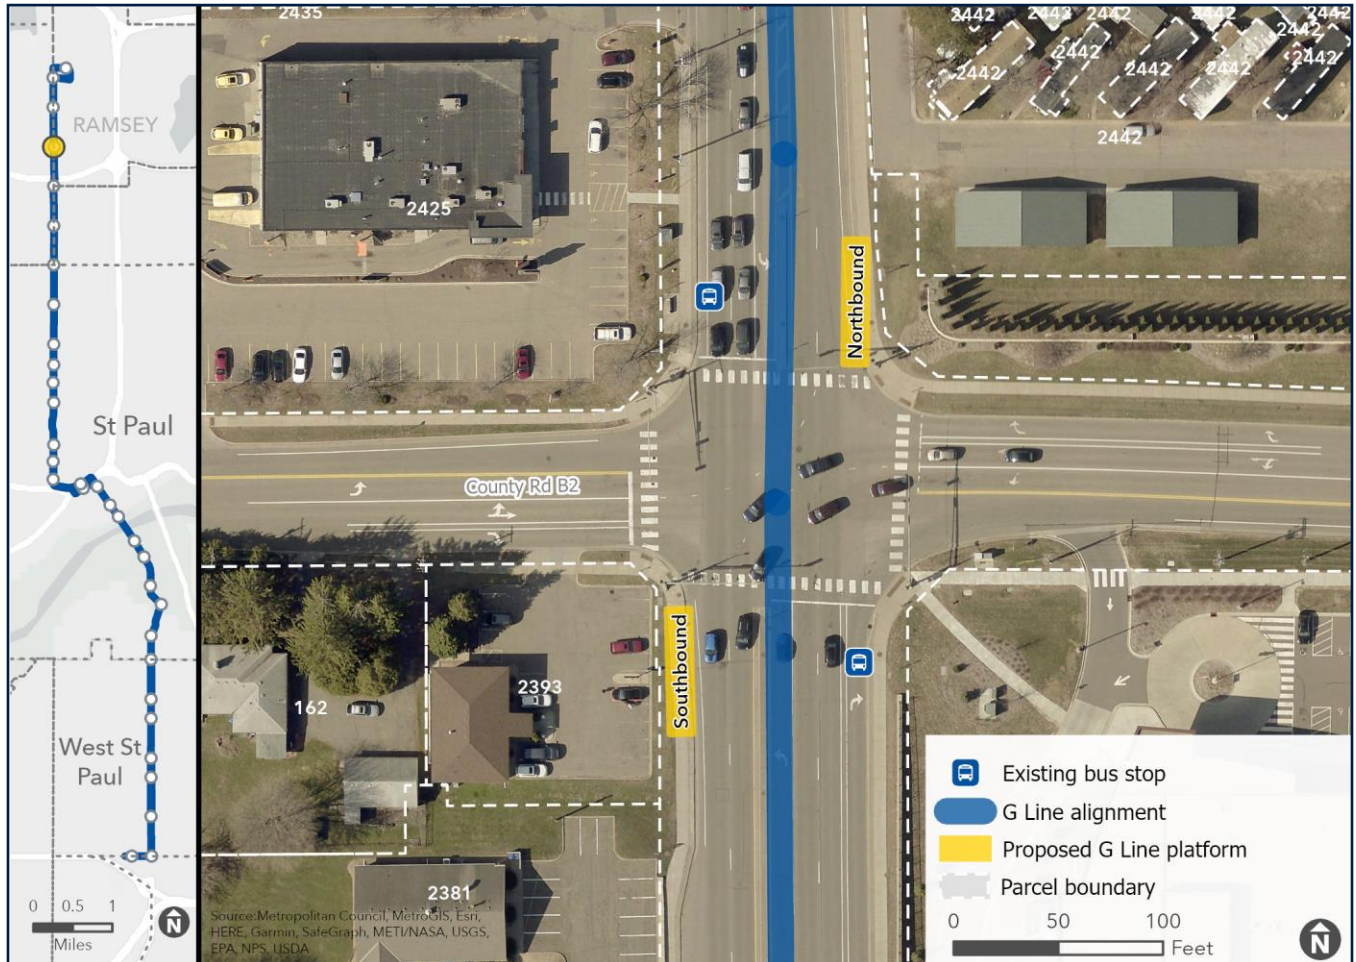 RAMSEY
St Paul
West St
Paul
0 0.5 1
Miles
N
2435
2442 2442 2442 2442 2442
2442 2442 2442 2442 2442
2442
2425
Northbound
County Rd B2
Southbound
2393
162
2381
Source:Metropolitan Council, MetroGIS, Esri,
HERE, Garmin, SafeGraph, METI/NASA, USGS,
EPA, NPS, USDA
Existing bus stop
G Line alignment
Proposed G Line platform
Parcel boundary
0 50 100
Feet
N